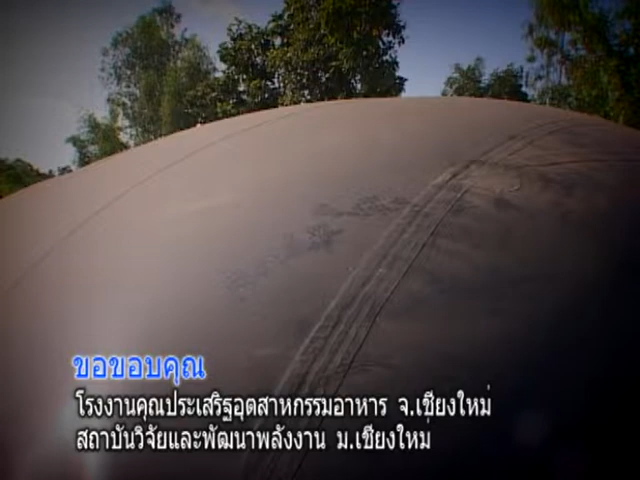 ขอขอบคุณ
โรงงานคุณประเสริฐอุตสาหกรรมอาหาร จ.เชียงใหม่
สถาบันวิจัยและพัฒนาพลังงาน ม.เชียงใหม่